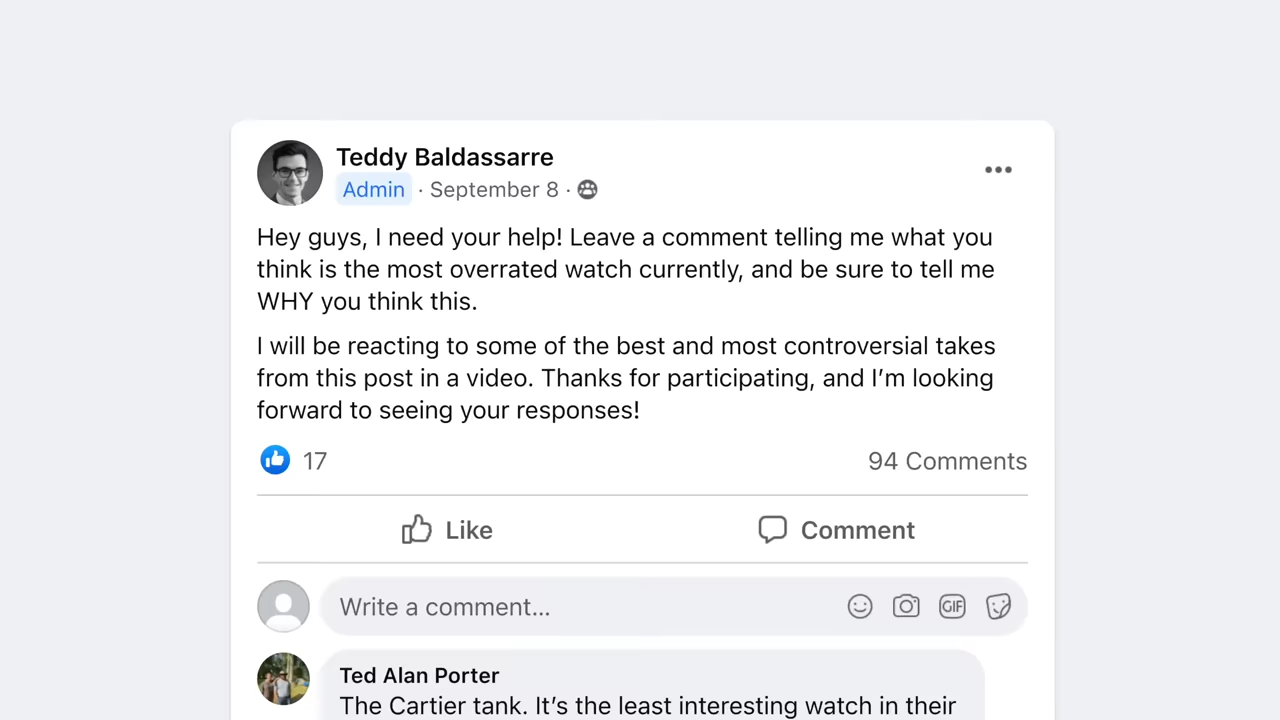 Teddy Baldassarre
Admin · September 8 ·
Hey guys, I need your help! Leave a comment telling me what you
think is the most overrated watch currently, and be sure to tell me
WHY you think this.
I will be reacting to some of the best and most controversial takes
from this post in a video. Thanks for participating, and I’m looking
forward to seeing your responses!
17
94 Comments
Like
Comment
Write a comment...
GIF
Ted Alan Porter
The Cartier tank. It’s the least interesting watch in their